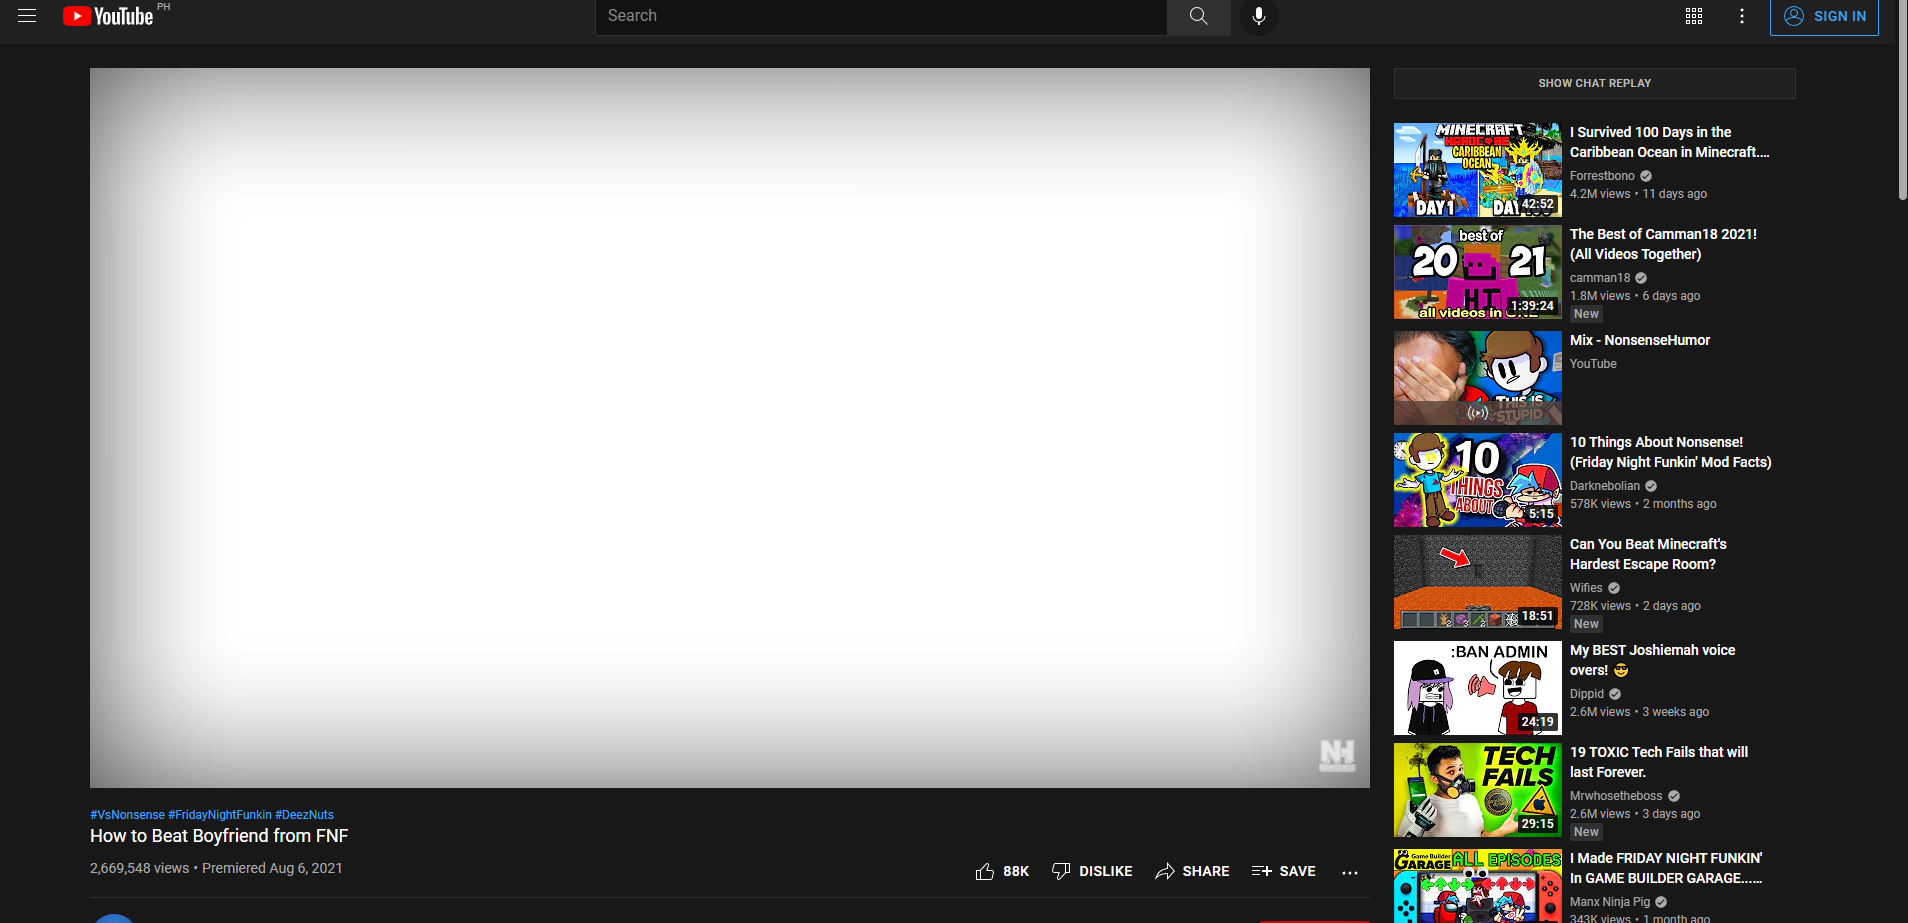 YouTube PH
Search
SIGN IN
SHOW CHAT REPLAY
MINECRAFT
HARDCORE
CARIBBEAN
OCEAN
DAY 1
DAY
42:52
I Survived 100 Days in the
Caribbean Ocean in Minecraft....
Forrestbono
4.2M views • 11 days ago
best of
20 21
HI
all videos in ONE
1:39:24
The Best of Camman18 2021!
(All Videos Together)
camman18
1.8M views • 6 days ago
New
THIS IS
STUPID
Mix - NonsenseHumor
YouTube
10
THINGS
ABOUT
5:15
10 Things About Nonsense!
(Friday Night Funkin' Mod Facts)
Darknebolian
578K views • 2 months ago
18:51
Can You Beat Minecraft's
Hardest Escape Room?
Wifies
728K views • 2 days ago
New
:BAN ADMIN
24:19
My BEST Joshiemah voice
overs! 😎
Dippid
2.6M views • 3 weeks ago
TECH
FAILS
29:15
19 TOXIC Tech Fails that will
last Forever.
Mrwhosetheboss
2.6M views • 3 days ago
New
Game Builder
GARAGE
ALL EPISODES
I Made FRIDAY NIGHT FUNKIN'
In GAME BUILDER GARAGE......
Manx Ninja Pig
343K views • 1 month ago
NH
#VsNonsense #FridayNightFunkin #DeezNuts
How to Beat Boyfriend from FNF
2,669,548 views • Premiered Aug 6, 2021
88K DISLIKE SHARE SAVE